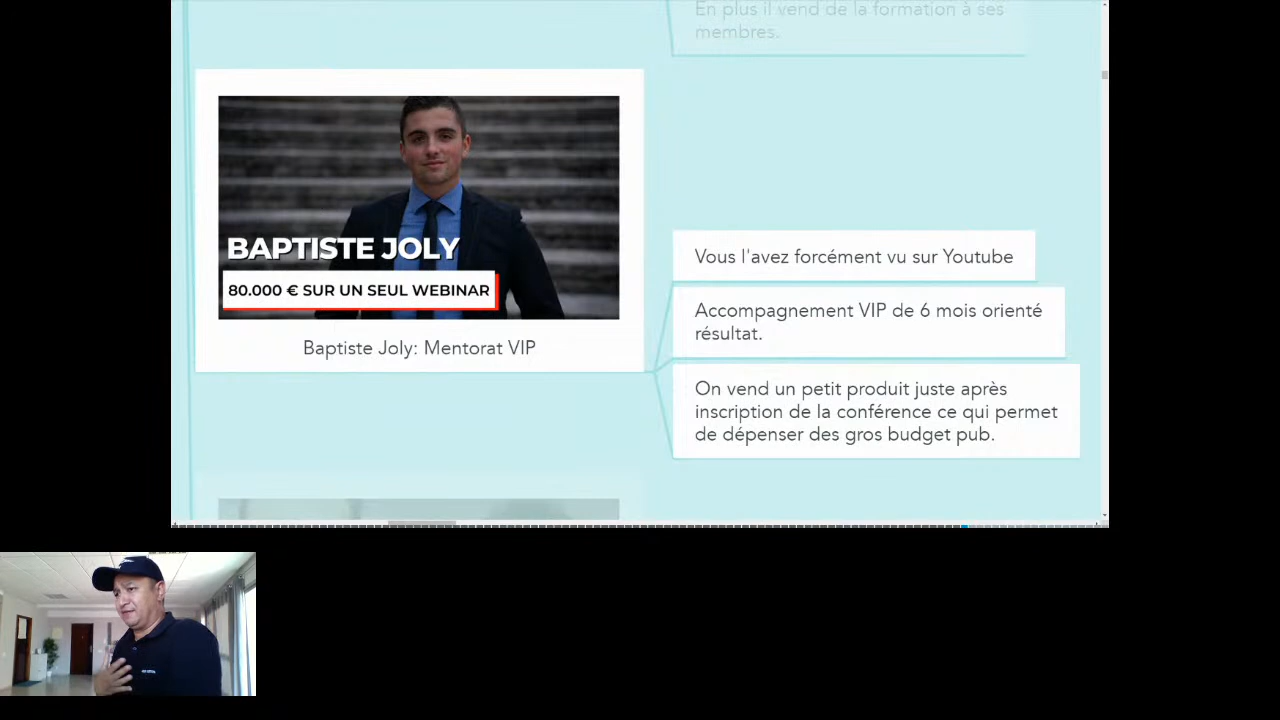 En plus il vend de la formation à ses
membres.
BAPTISTE JOLY
80.000 € SUR UN SEUL WEBINAR
Baptiste Joly: Mentorat VIP
Vous l'avez forcément vu sur Youtube
Accompagnement VIP de 6 mois orienté
résultat.
On vend un petit produit juste après
inscription de la conférence ce qui permet
de dépenser des gros budget pub.